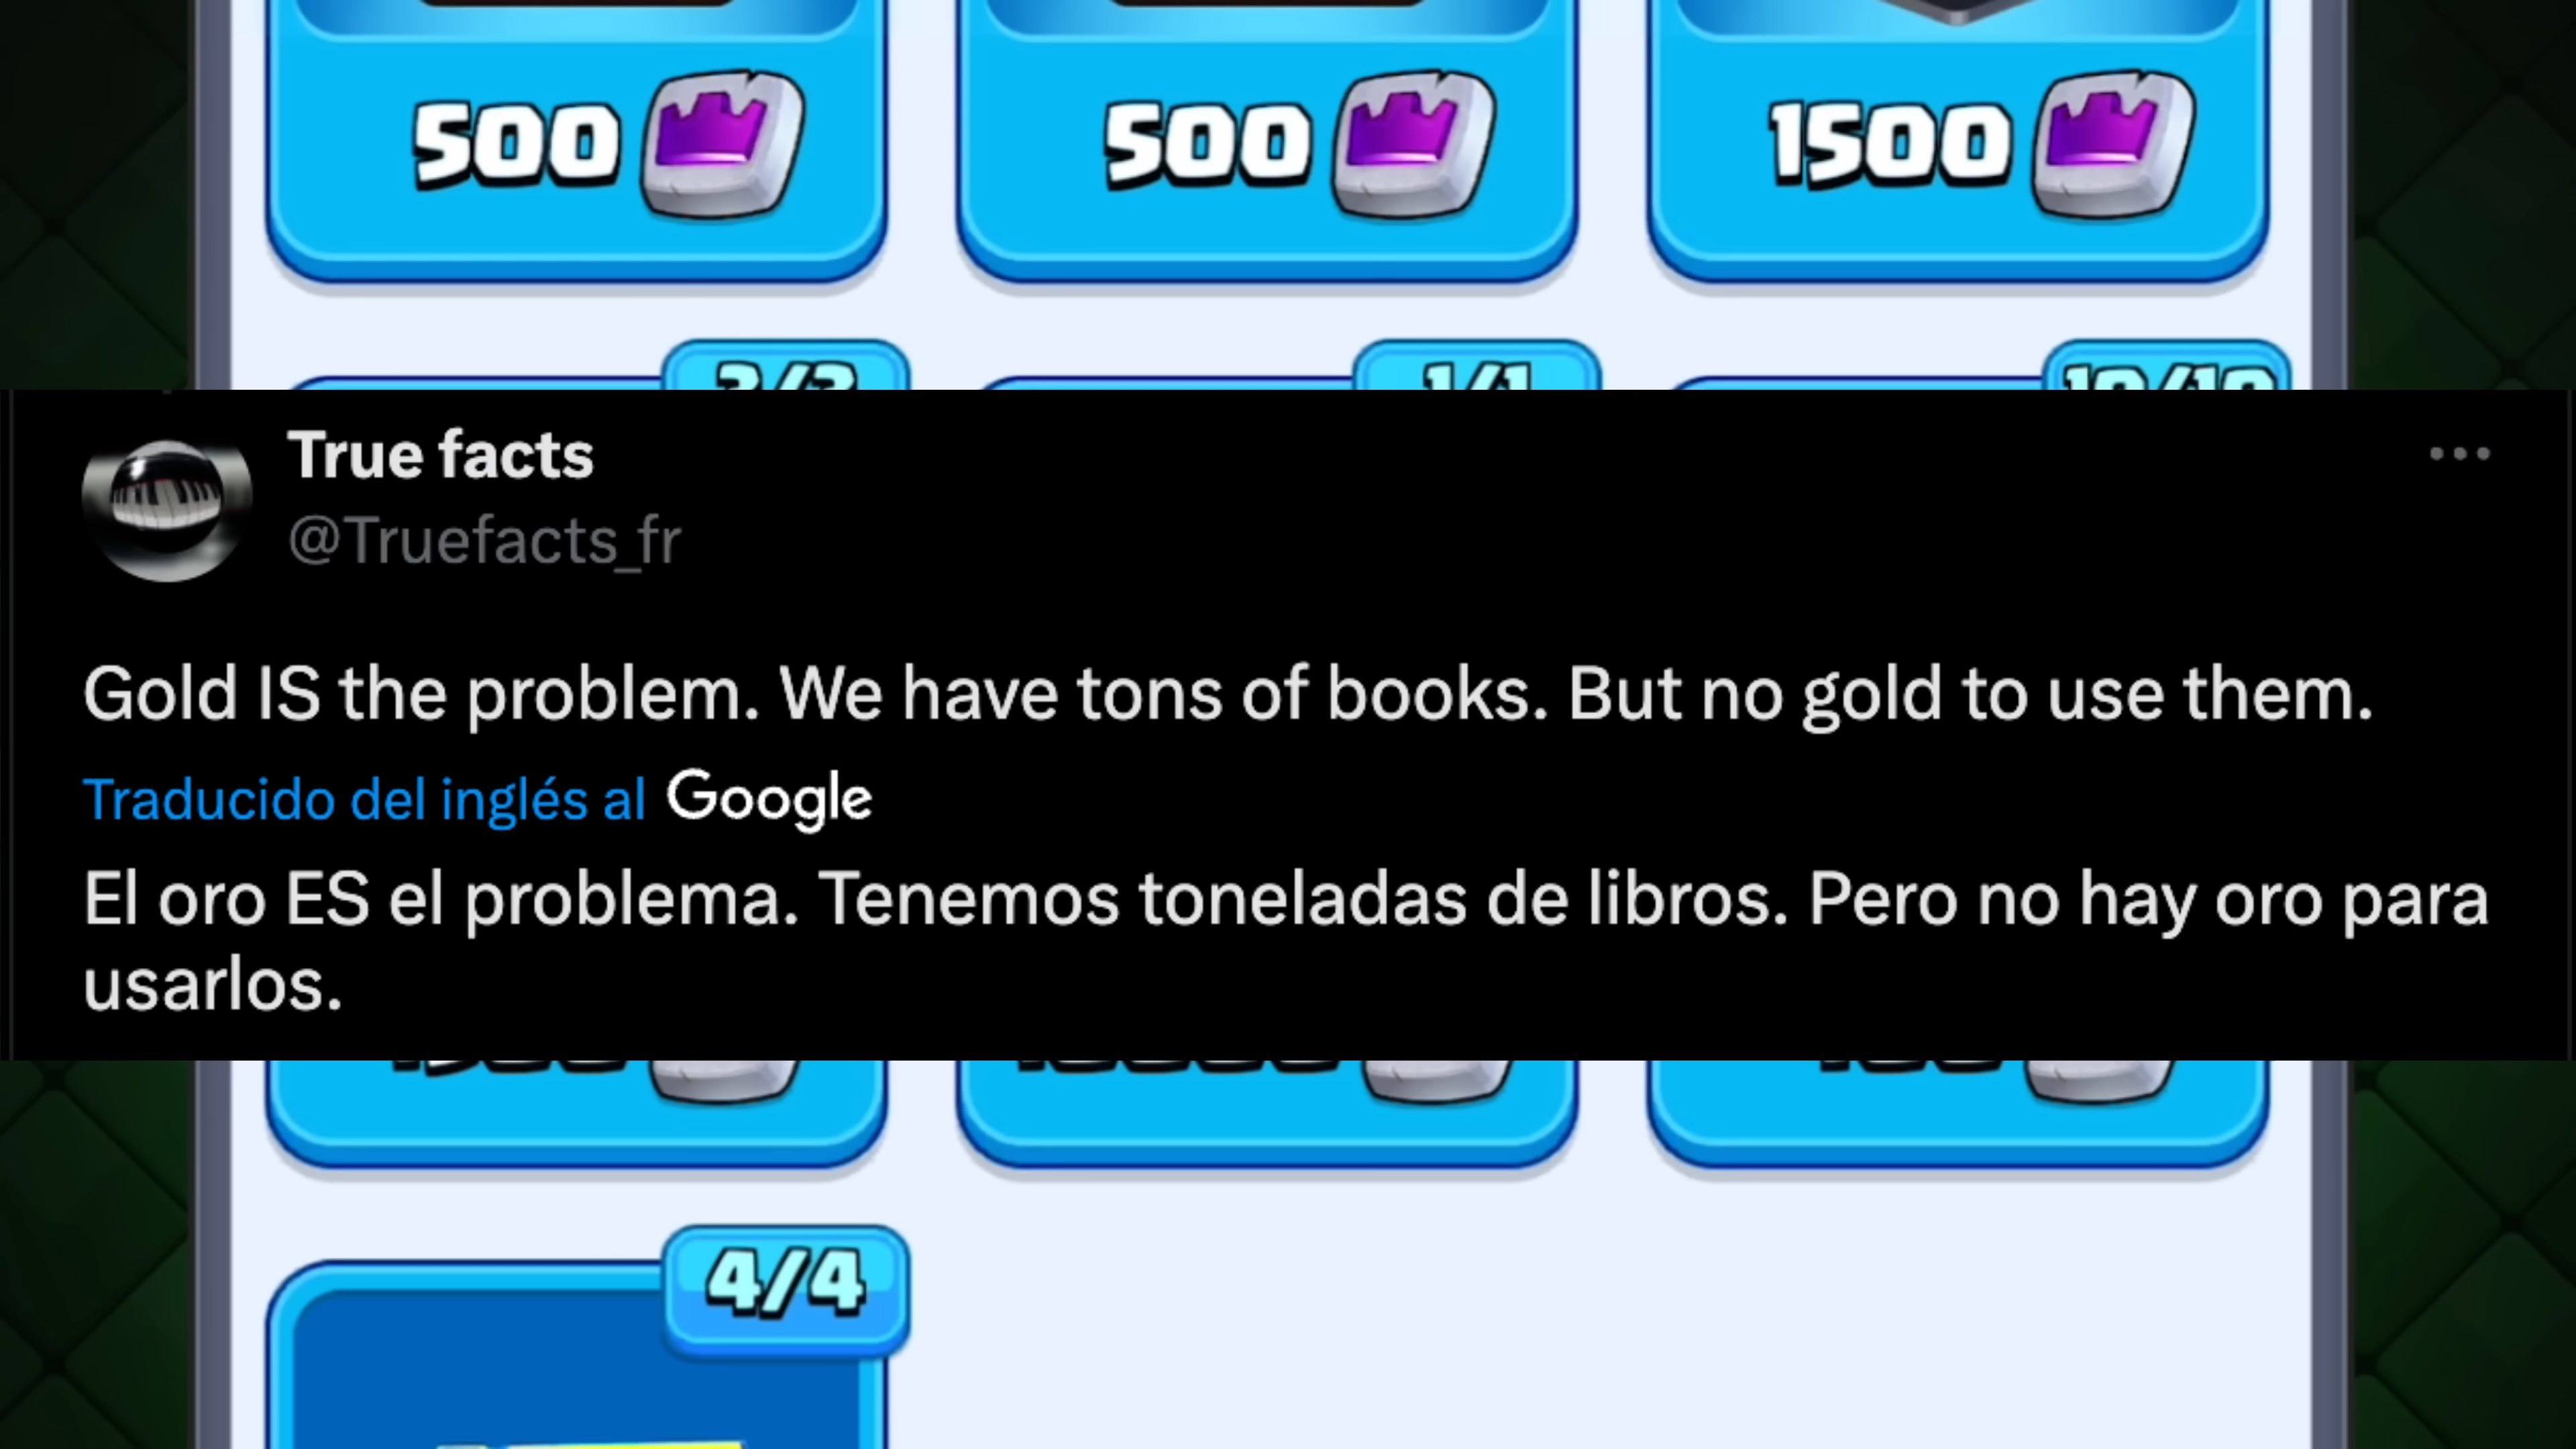 500
500
1500
1/1
True facts
@Truefacts_fr
Gold IS the problem. We have tons of books. But no gold to use them.
Traducido del inglés al Google
El oro ES el problema. Tenemos toneladas de libros. Pero no hay oro para
usarlos.
4/4